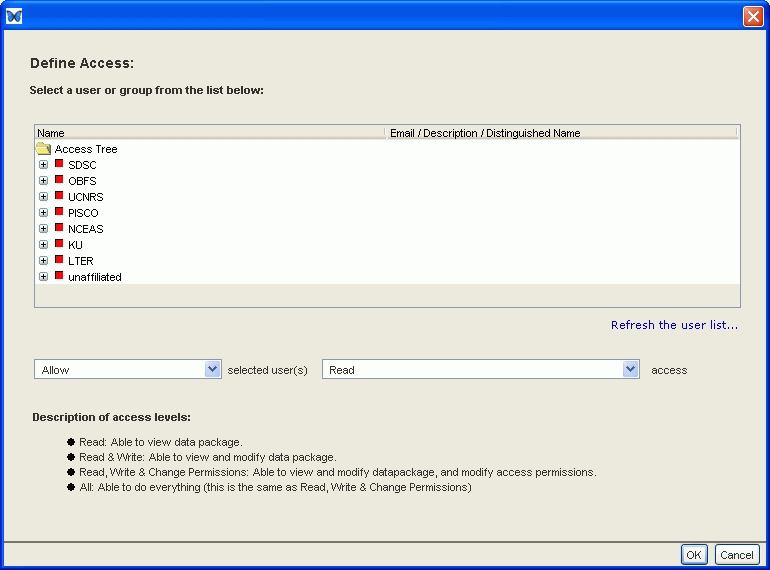 Define Access:
Select a user or group from the list below:
Name Email / Description / Distinguished Name
Access Tree
SDSC
OBFS
UCNRS
PISCO
NCEAS
KU
LTER
unaffiliated
Refresh the user list...
Allow selected user(s) Read access
Description of access levels:
Read: Able to view data package.
Read & Write: Able to view and modify data package.
Read, Write & Change Permissions: Able to view and modify datapackage, and modify access permissions.
All: Able to do everything (this is the same as Read, Write & Change Permissions)
OK Cancel